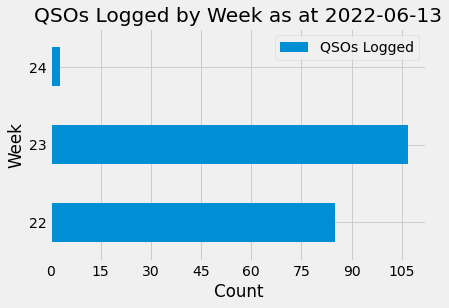 QSOs Logged by Week as at 2022-06-13
QSOs Logged
24
23
22
Week
0 15 30 45 60 75 90 105
Count